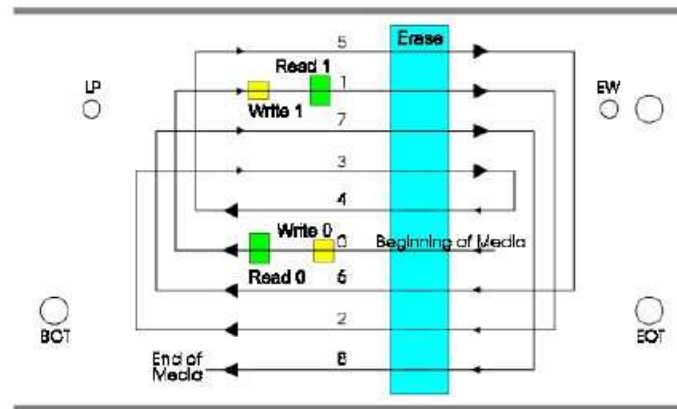 5
Erase
Read 1
1
LP
EW
Write 1
7
3
4
Write 0
0
Beginning of Media
Read 0
6
BOT
2
EOT
End of
Media
8